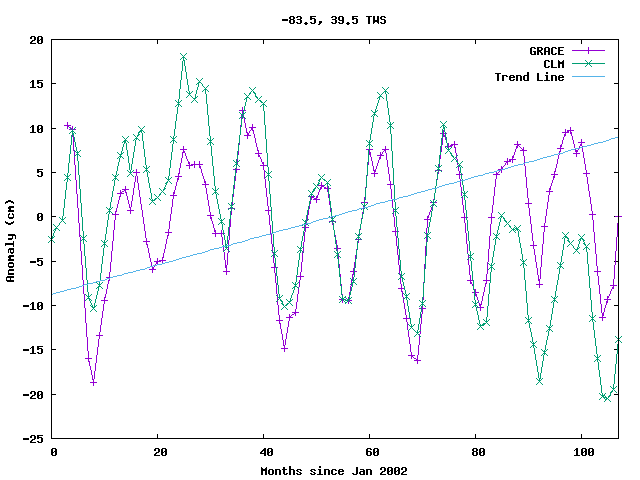 -83.5, 39.5 TWS
GRACE
CLM
Trend Line
20
15
10
5
0
-5
-10
-15
-20
-25
Anomaly (cm)
0 20 40 60 80 100
Months since Jan 2002